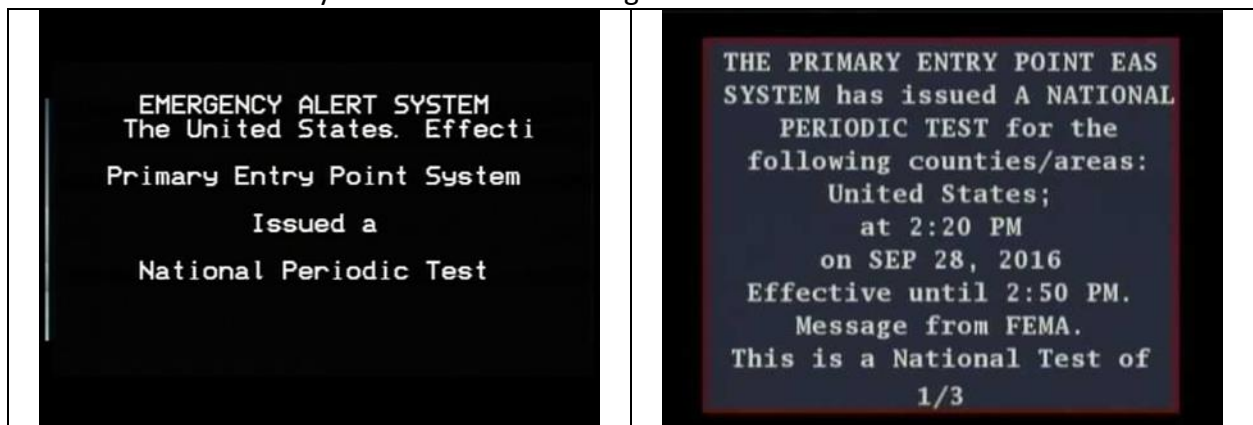 EMERGENCY ALERT SYSTEM
The United States. Effecti
Primary Entry Point System
Issued a
National Periodic Test
THE PRIMARY ENTRY POINT EAS
SYSTEM has issued A NATIONAL
PERIODIC TEST for the
following counties/areas:
United States;
at 2:20 PM
on SEP 28, 2016
Effective until 2:50 PM.
Message from FEMA.
This is a National Test of
1/3